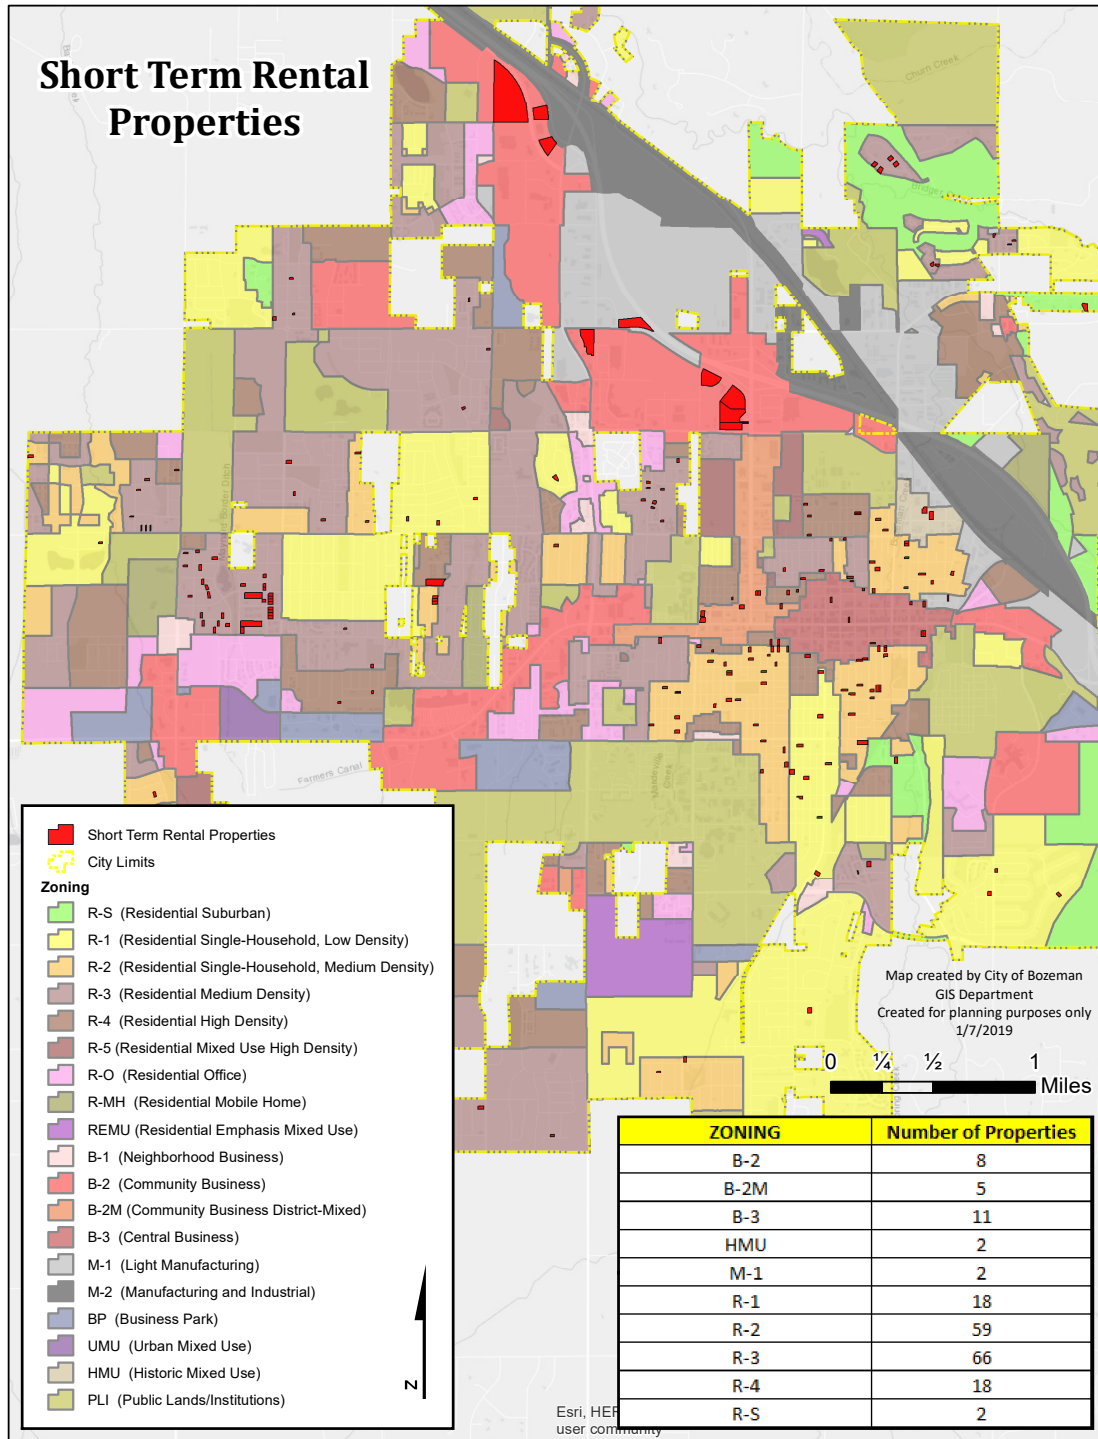 Short Term Rental
Properties
Churn Creek
Farmers Canal
Short Term Rental Properties
City Limits
Zoning
R-S (Residential Suburban)
R-1 (Residential Single-Household, Low Density)
R-2 (Residential Single-Household, Medium Density)
R-3 (Residential Medium Density)
R-4 (Residential High Density)
R-5 (Residential Mixed Use High Density)
R-O (Residential Office)
R-MH (Residential Mobile Home)
REMU (Residential Emphasis Mixed Use)
B-1 (Neighborhood Business)
B-2 (Community Business)
B-2M (Community Business District-Mixed)
B-3 (Central Business)
M-1 (Light Manufacturing)
M-2 (Manufacturing and Industrial)
BP (Business Park)
UMU (Urban Mixed Use)
HMU (Historic Mixed Use)
PLI (Public Lands/Institutions)
Z
Map created by City of Bozeman
GIS Department
Created for planning purposes only
1/7/2019
0 ¼ ½ 1
Miles
ZONING Number of Properties
B-2 8
B-2M 5
B-3 11
HMU 2
M-1 2
R-1 18
R-2 59
R-3 66
R-4 18
R-S 2
Esri, HER
user community